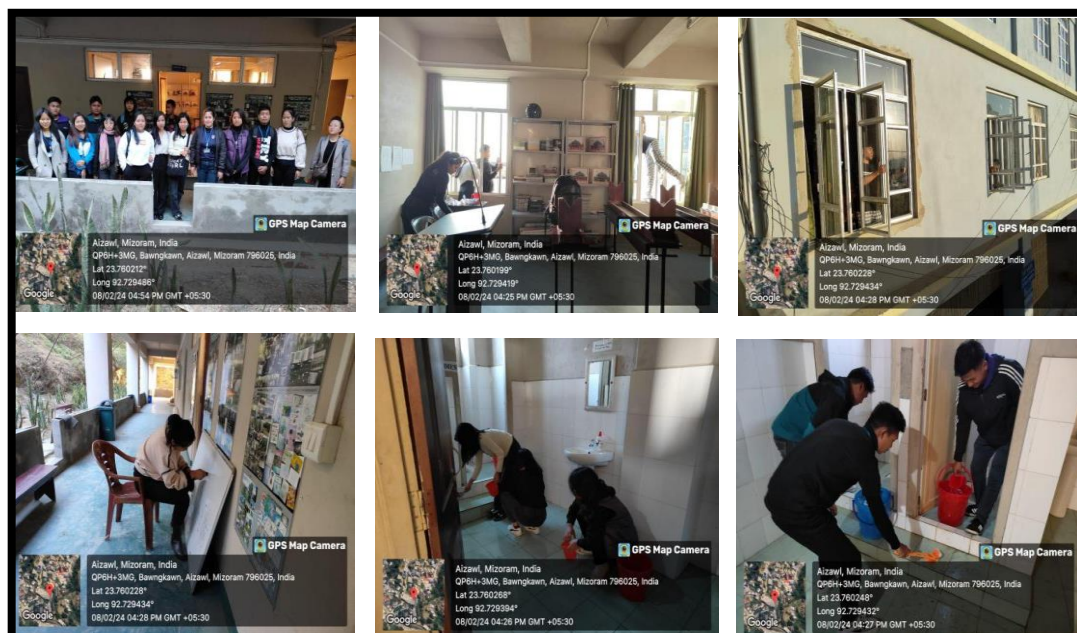 GPS Map Camera
Aizawl, Mizoram, India
QP6H+3MG, Bawngkawn, Aizawl, Mizoram 796025, India
Lat 23.760212°
Long 92.729486°
08/02/24 04:54 PM GMT +05:30
Google
GPS Map Camera
Aizawl, Mizoram, India
QP6H+3MG, Bawngkawn, Aizawl, Mizoram 796025, India
Lat 23.760199°
Long 92.729419°
08/02/24 04:25 PM GMT +05:30
Google
GPS Map Camera
Aizawl, Mizoram, India
QP6H+3MG, Bawngkawn, Aizawl, Mizoram 796025, India
Lat 23.760228°
Long 92.729434°
08/02/24 04:28 PM GMT +05:30
Google
GPS Map Camera
Aizawl, Mizoram, India
QP6H+3MG, Bawngkawn, Aizawl, Mizoram 796025, India
Lat 23.760228°
Long 92.729434°
08/02/24 04:28 PM GMT +05:30
Google
GPS Map Camera
Aizawl, Mizoram, India
QP6H+3MG, Bawngkawn, Aizawl, Mizoram 796025, India
Lat 23.760268°
Long 92.729394°
08/02/24 04:26 PM GMT +05:30
Google
GPS Map Camera
Aizawl, Mizoram, India
QP6H+3MG, Bawngkawn, Aizawl, Mizoram 796025, India
Lat 23.760248°
Long 92.729432°
08/02/24 04:27 PM GMT +05:30
Google